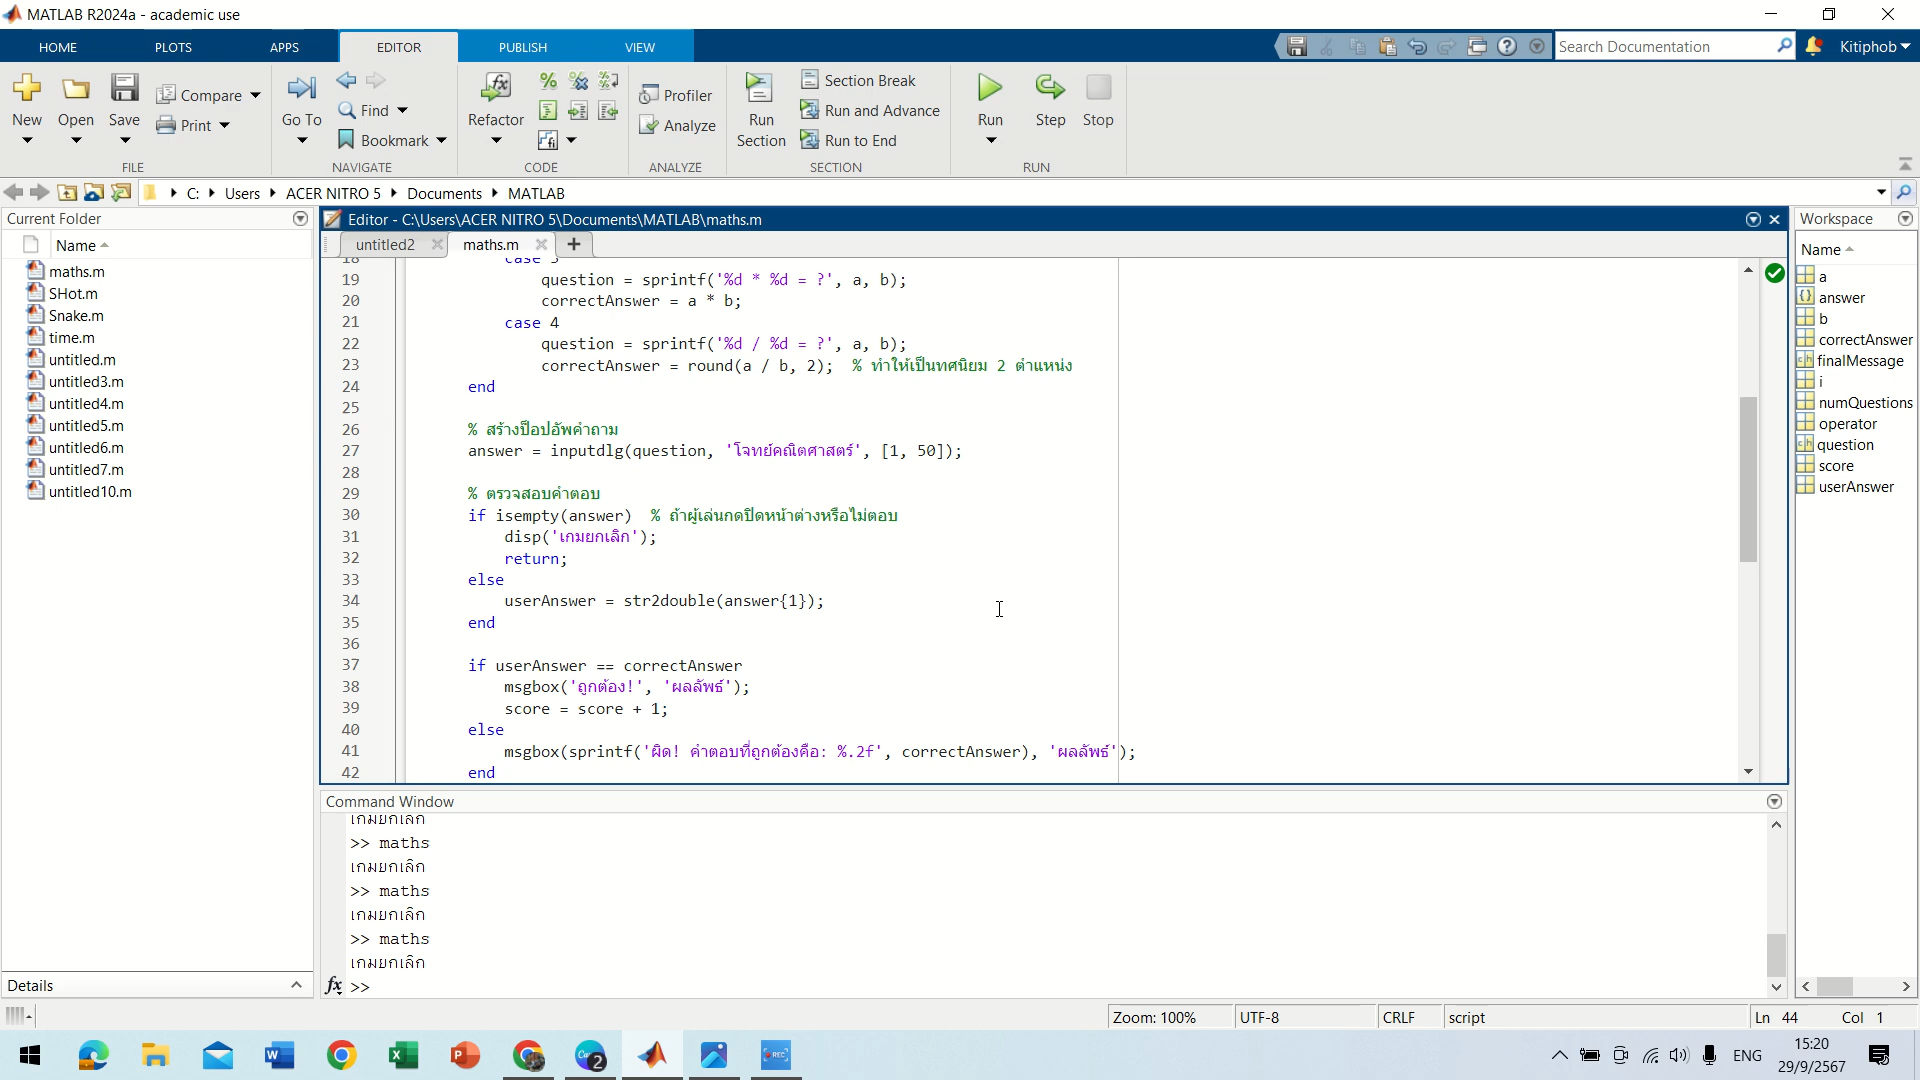 MATLAB R2024a - academic use
HOME PLOTS APPS EDITOR PUBLISH VIEW
Search Documentation
Kitiphob
New Open Save Compare Print
FILE
Go To Find Bookmark
NAVIGATE
Refactor
CODE
Profiler
Analyze
ANALYZE
Run Section
Section Break
Run and Advance
Run to End
SECTION
Run Step Stop
RUN
C: Users ACER NITRO 5 Documents MATLAB
Current Folder
Name
maths.m
SHot.m
Snake.m
time.m
untitled.m
untitled3.m
untitled4.m
untitled5.m
untitled6.m
untitled7.m
untitled10.m
Details
Editor - C:\Users\ACER NITRO 5\Documents\MATLAB\maths.m
untitled2 maths.m
18 case 3
19 question = sprintf('%d * %d = ?', a, b);
20 correctAnswer = a * b;
21 case 4
22 question = sprintf('%d / %d = ?', a, b);
23 correctAnswer = round(a / b, 2); % ทำให้เป็นทศนิยม 2 ตำแหน่ง
24 end
25
26 % สร้างป็อปอัพคำถาม
27 answer = inputdlg(question, 'โจทย์คณิตศาสตร์', [1, 50]);
28
29 % ตรวจสอบคำตอบ
30 if isempty(answer) % ถ้าผู้เล่นกดปิดหน้าต่างหรือไม่ตอบ
31 disp('เกมยกเลิก');
32 return;
33 else
34 userAnswer = str2double(answer{1});
35 end
36
37 if userAnswer == correctAnswer
38 msgbox('ถูกต้อง!', 'ผลลัพธ์');
39 score = score + 1;
40 else
41 msgbox(sprintf('ผิด! คำตอบที่ถูกต้องคือ: %.2f', correctAnswer), 'ผลลัพธ์');
42 end
Command Window
เกมยกเลิก
>> maths
เกมยกเลิก
>> maths
เกมยกเลิก
>> maths
เกมยกเลิก
fx >>
Workspace
Name
a
answer
b
correctAnswer
finalMessage
i
numQuestions
operator
question
score
userAnswer
Zoom: 100% UTF-8 CRLF script Ln 44 Col 1
ENG
15:20
29/9/2567